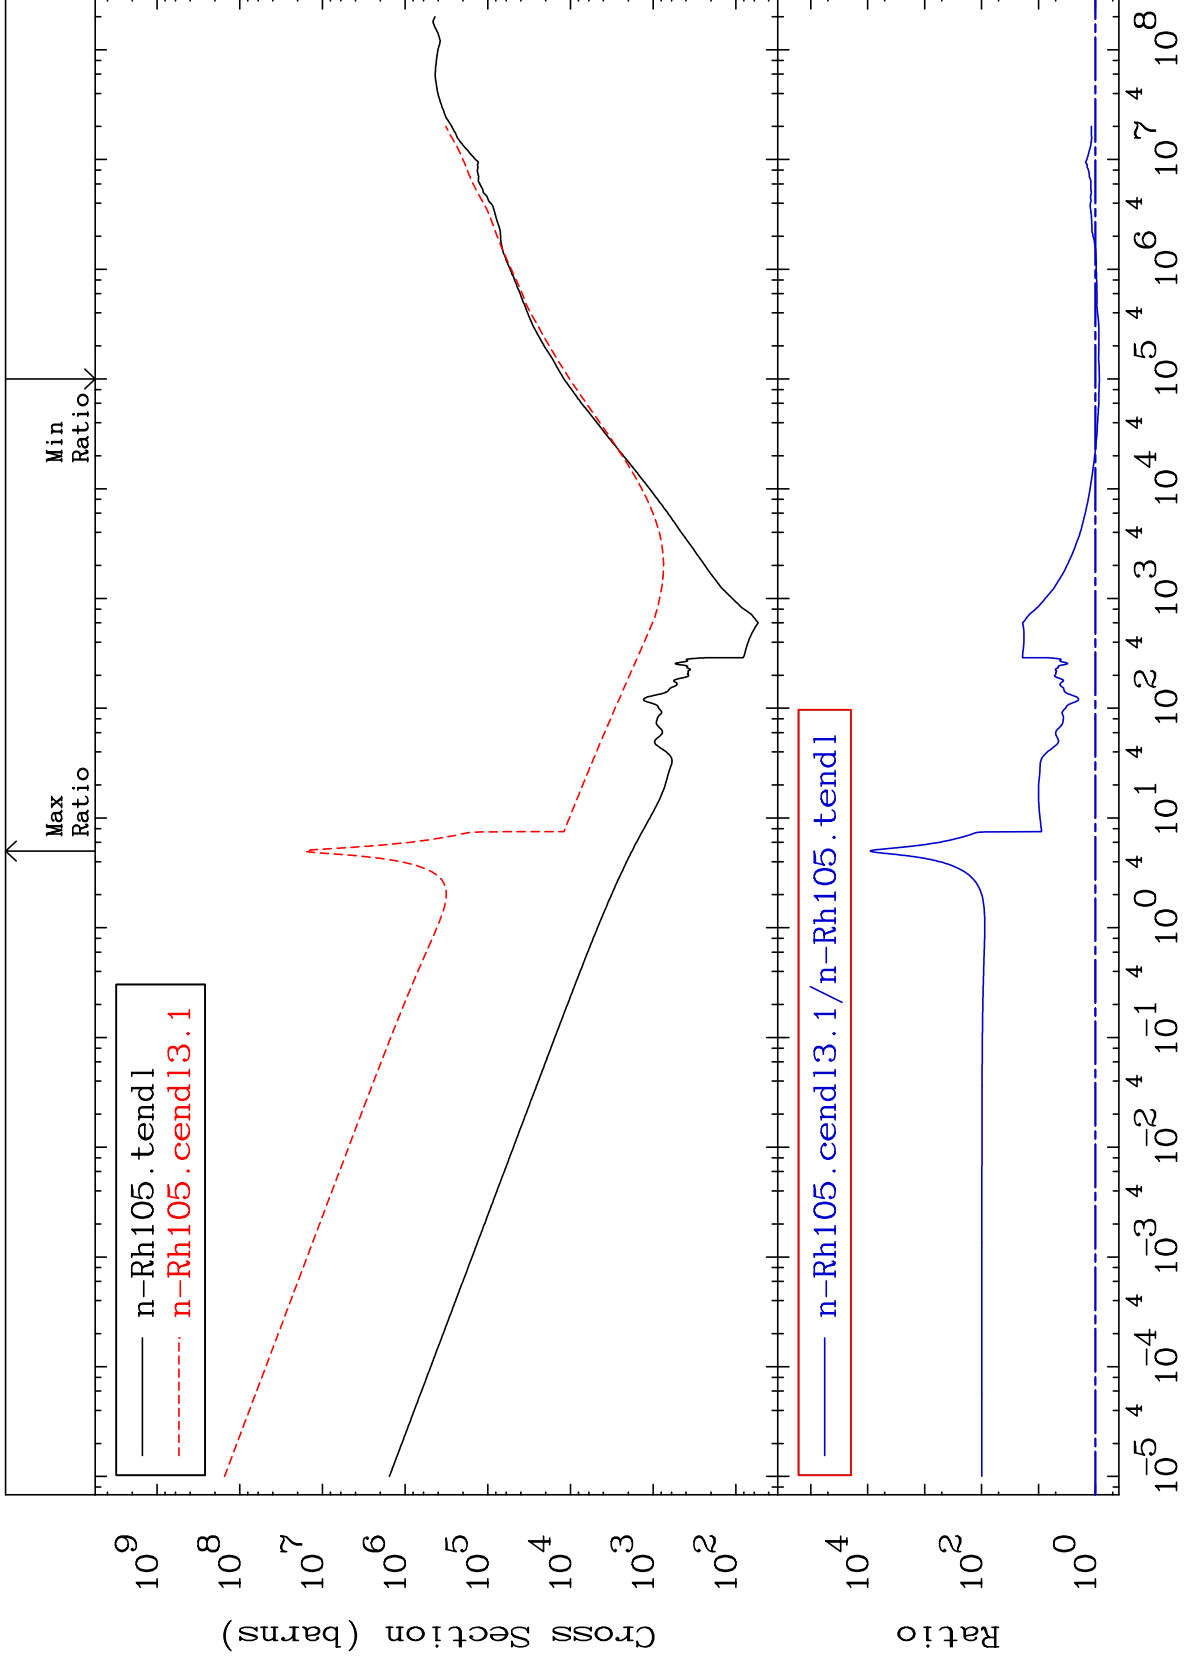 Max
Ratio
Min
Ratio
n-Rh105.tendl
n-Rh105.cendl3.1
Cross Section (barns)
10^9
10^8
10^7
10^6
10^5
10^4
10^3
10^2
n-Rh105.cendl3.1/n-Rh105.tendl
Ratio
10^4
10^2
10^0
10^-5 4 10^-4 4 10^-3 4 10^-2 4 10^-1 4 10^0 4 10^1 4 10^2 4 10^3 4 10^4 4 10^5 4 10^6 4 10^7 4 10^8